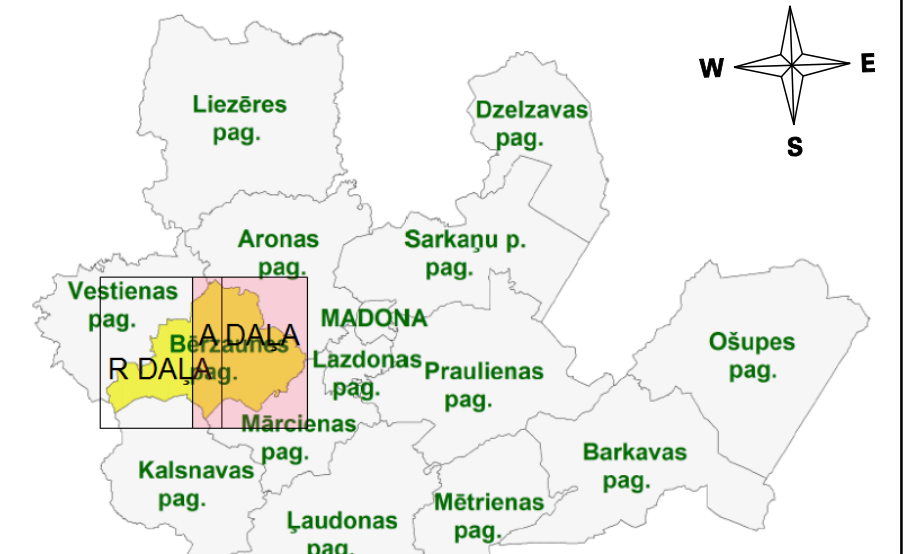 W
E
S
Liezēres
pag.
Dzelzavas
pag.
Aronas
pag.
Sarkaņu p.
pag.
Vestienas
pag.
MADONA
A DAĻA
Bērzaunes
pag.
R DAĻA
Lazdonas
pag.
Praulienas
pag.
Ošupes
pag.
Mārcienas
pag.
Kalsnavas
pag.
Barkavas
pag.
Mētrienas
pag.
Ļaudonas
pag.